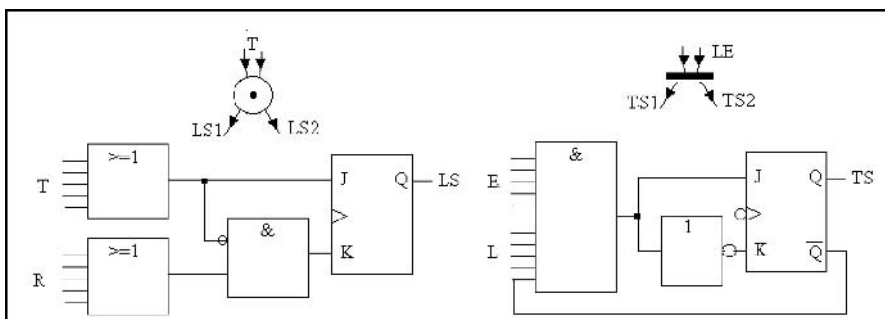 T
LS1
LS2
>=1
T
>=1
R
&
J
Q
K
LS
LE
TS1
TS2
&
E
L
1
J
Q
K
Q̅
TS